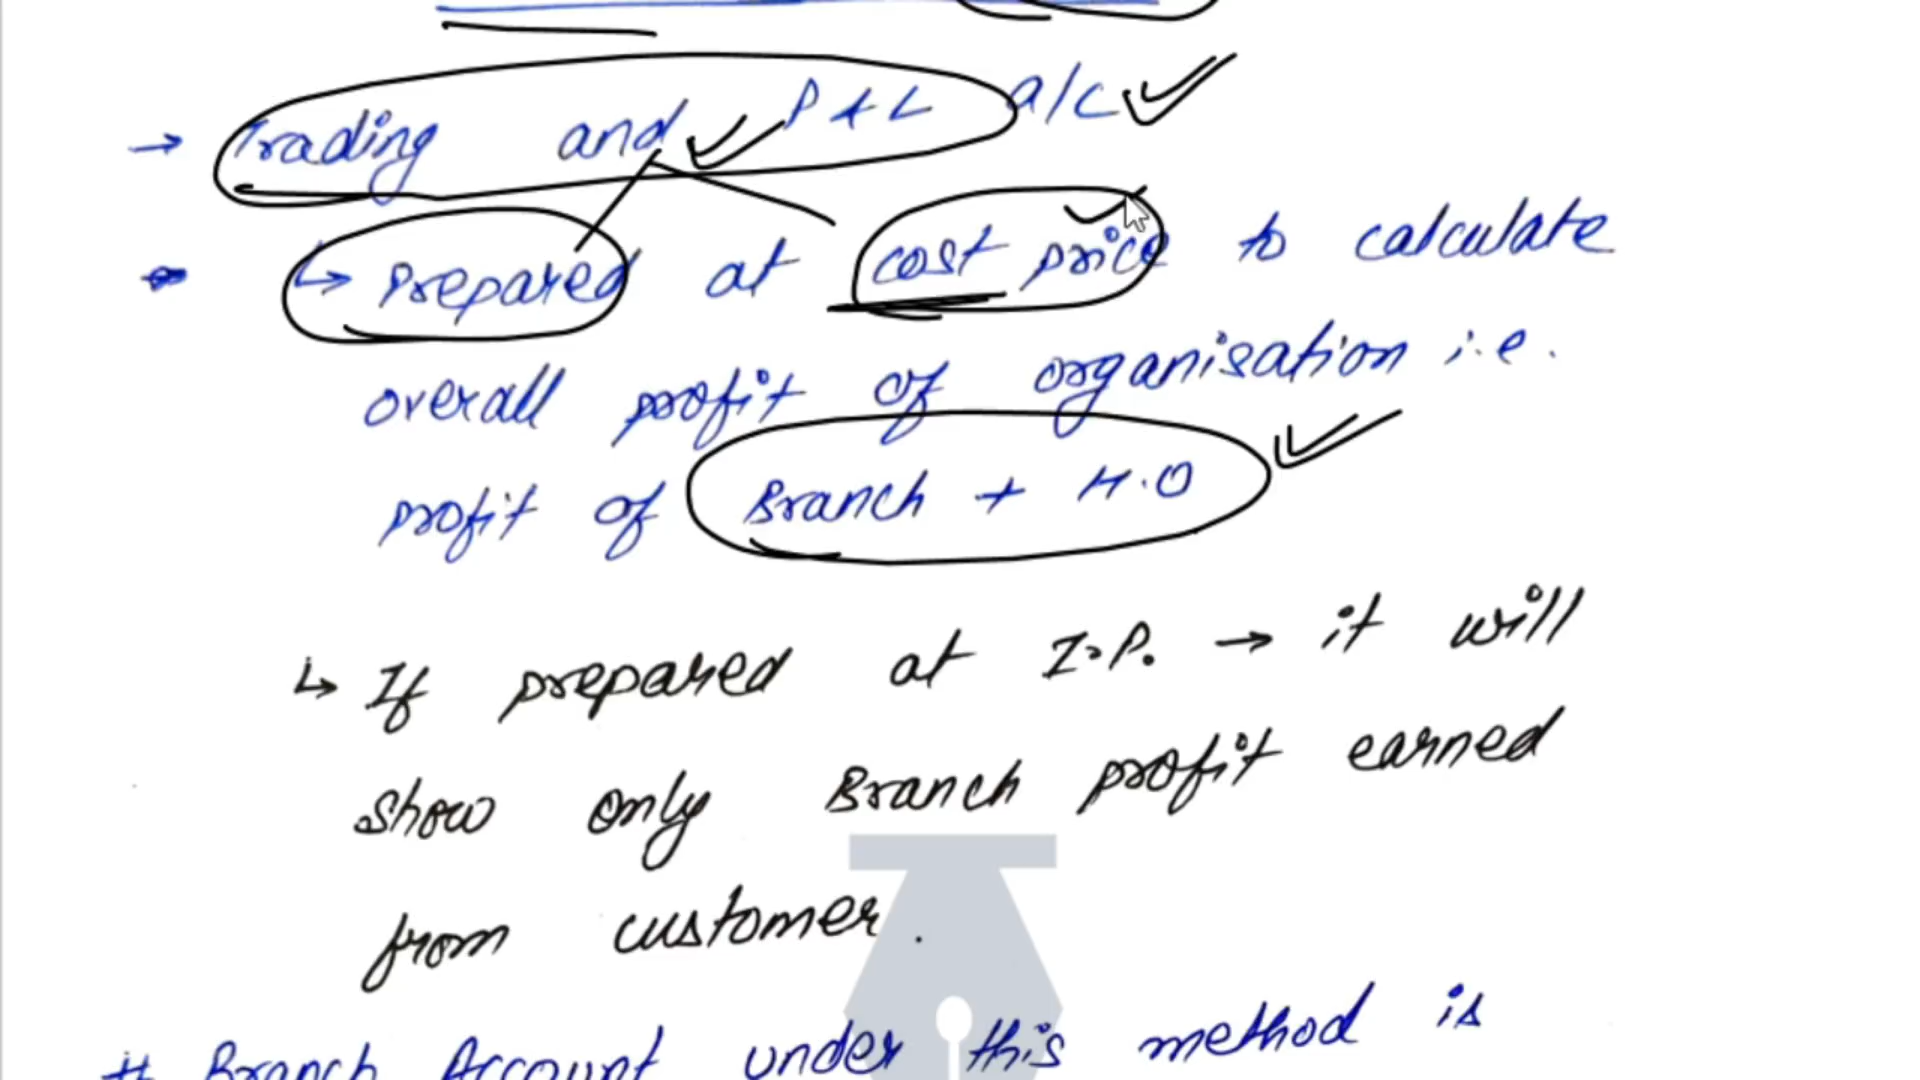 → Trading and P & L a/c
↳ Prepared at cost price to calculate
overall profit of organisation i.e.
profit of Branch + H.O
↳ If prepared at I.P. → it will
show only Branch profit earned
from customer.
# Branch Account under this method is